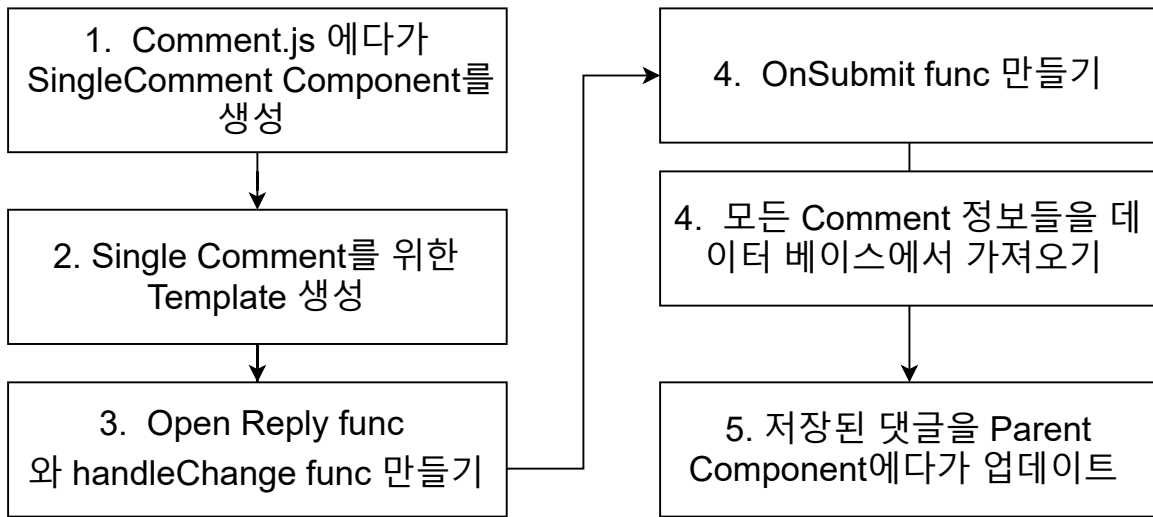 1. Comment.js 에다가
SingleComment Component를
생성
2. Single Comment를 위한
Template 생성
3. Open Reply func
와 handleChange func 만들기
4. OnSubmit func 만들기
4. 모든 Comment 정보들을 데
이터 베이스에서 가져오기
5. 저장된 댓글을 Parent
Component에다가 업데이트